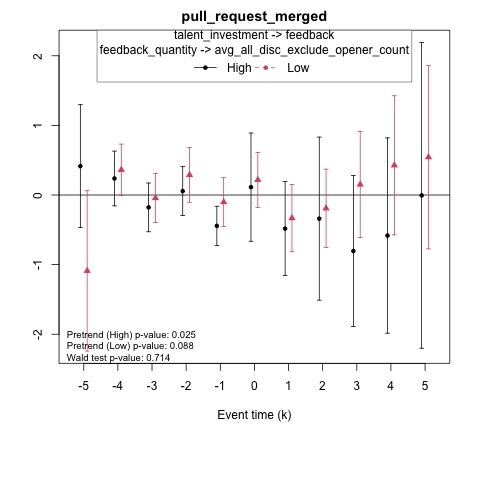 pull_request_merged
talent_investment -> feedback
feedback_quantity -> avg_all_disc_exclude_opener_count
High Low
2
1
0
-1
-2
Pretrend (High) p-value: 0.025
Pretrend (Low) p-value: 0.088
Wald test p-value: 0.714
-5 -4 -3 -2 -1 0 1 2 3 4 5
Event time (k)